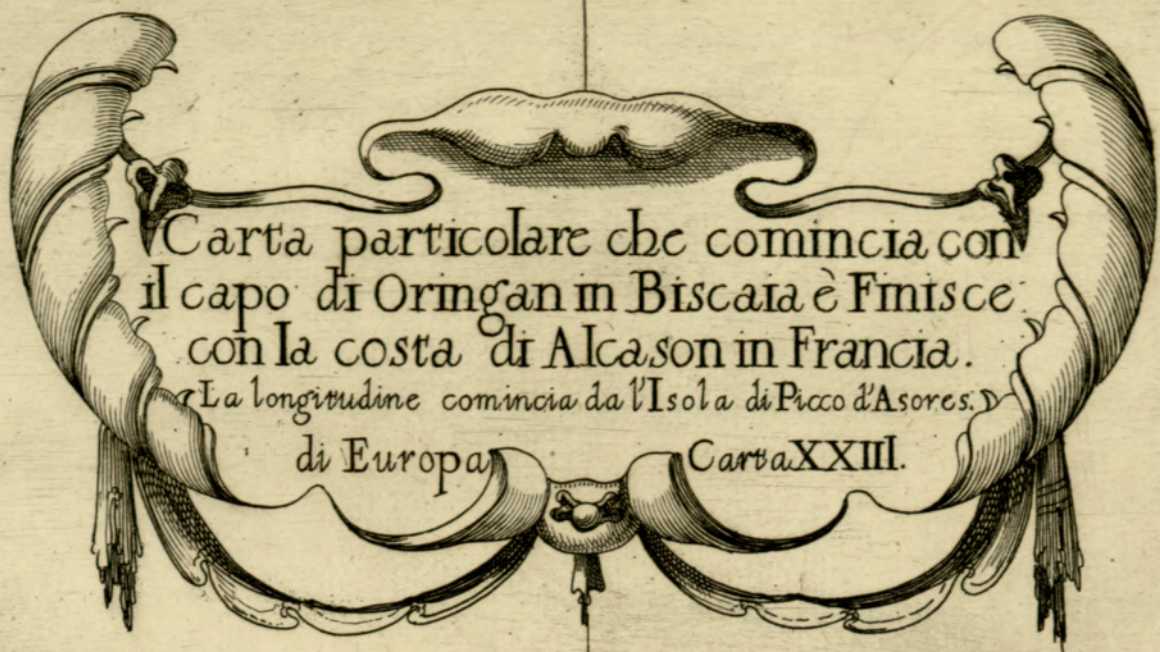 Carta particolare che comincia con
il capo di Oringan in Biscaia è Finisce
con la costa di Alcason in Francia.
La longitudine comincia da l'Isola di Picco d'Asores.
di Europa Carta XXIII.